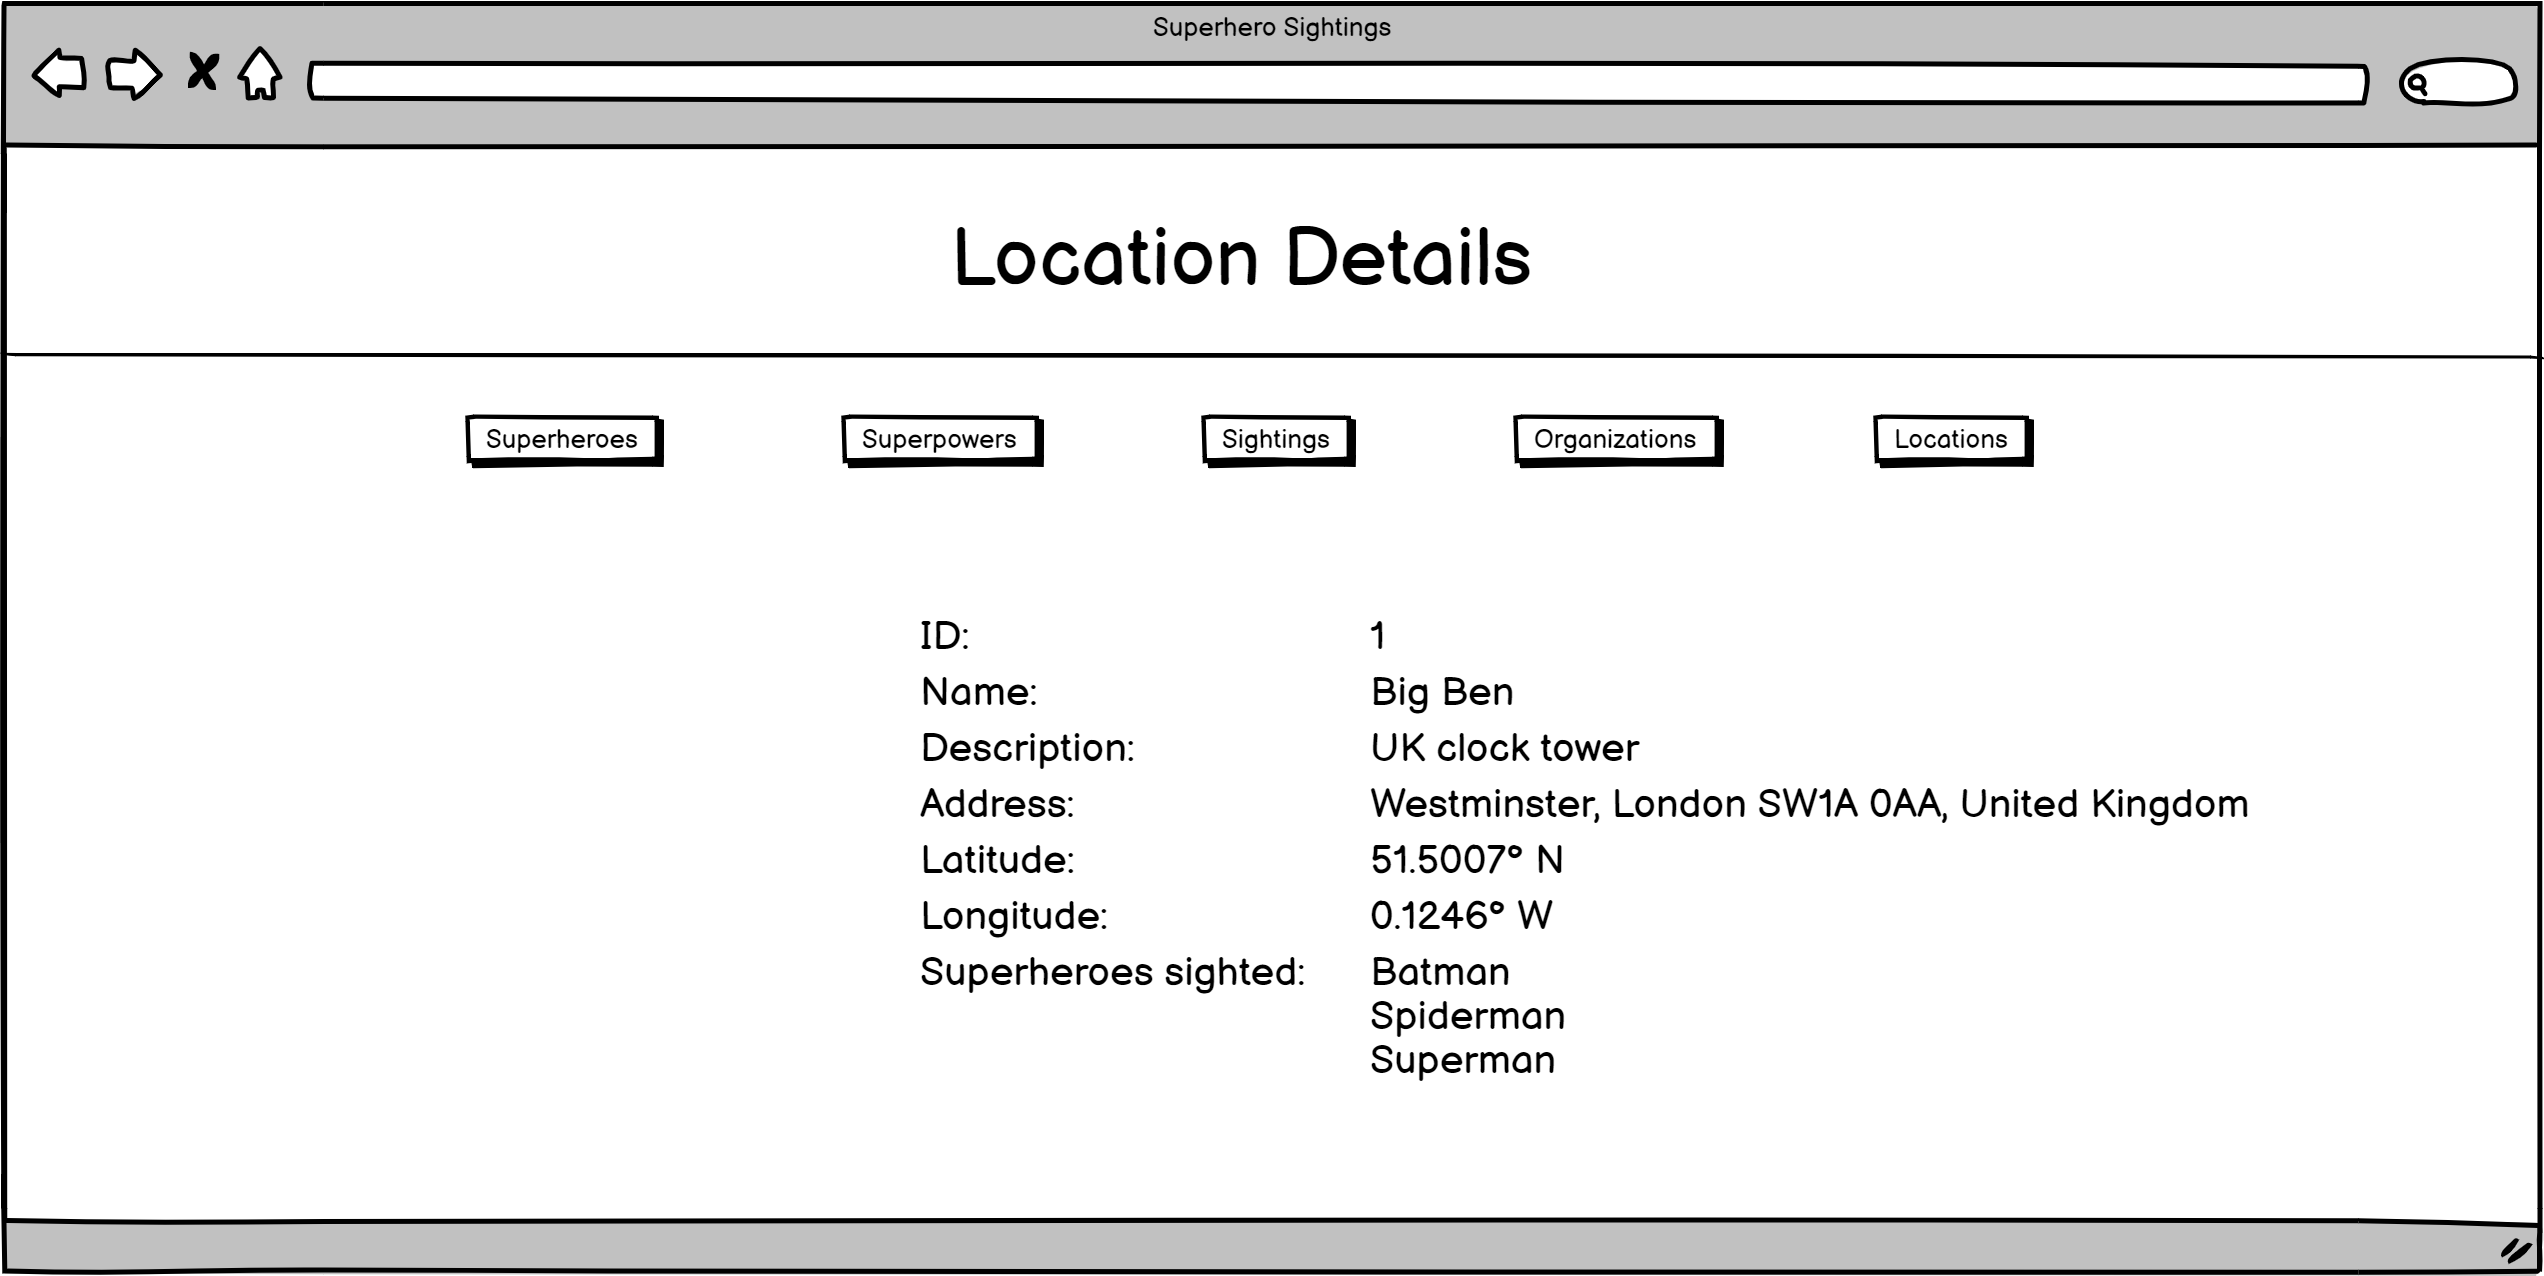 Superhero Sightings
Location Details
Superheroes Superpowers Sightings Organizations Locations
ID: 1
Name: Big Ben
Description: UK clock tower
Address: Westminster, London SW1A 0AA, United Kingdom
Latitude: 51.5007° N
Longitude: 0.1246° W
Superheroes sighted: Batman
Spiderman
Superman